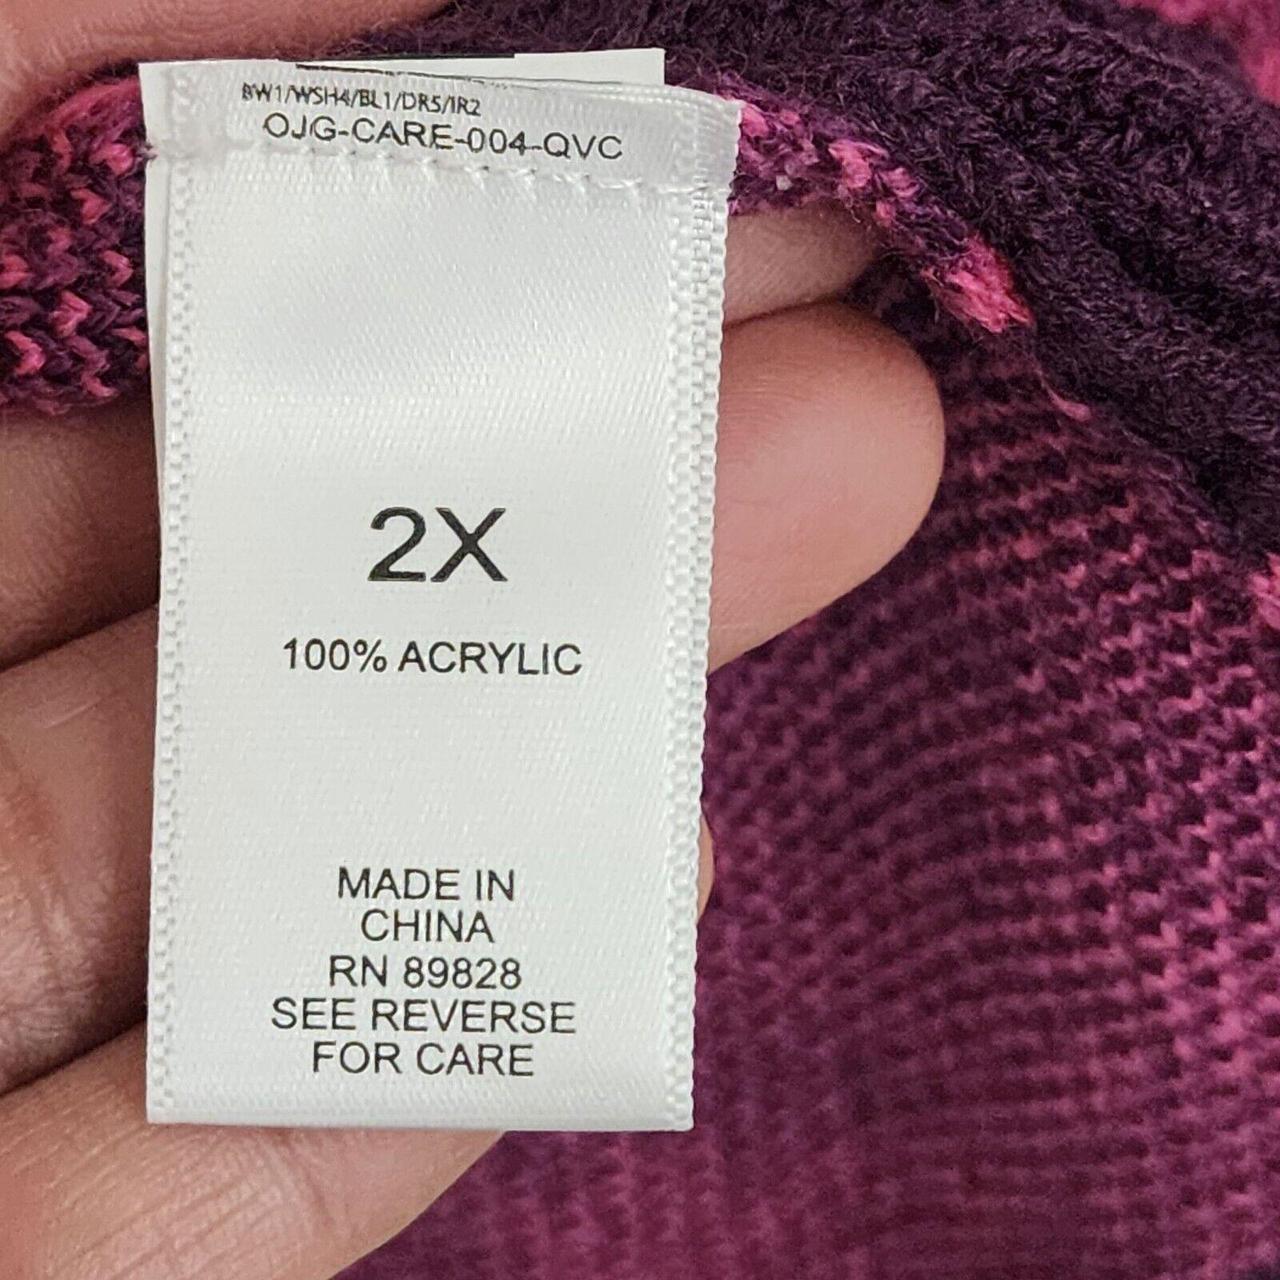 BW1/WSH4/BL1/DR5/IR2
OJG-CARE-004-QVC
2X
100% ACRYLIC
MADE IN
CHINA
RN 89828
SEE REVERSE
FOR CARE